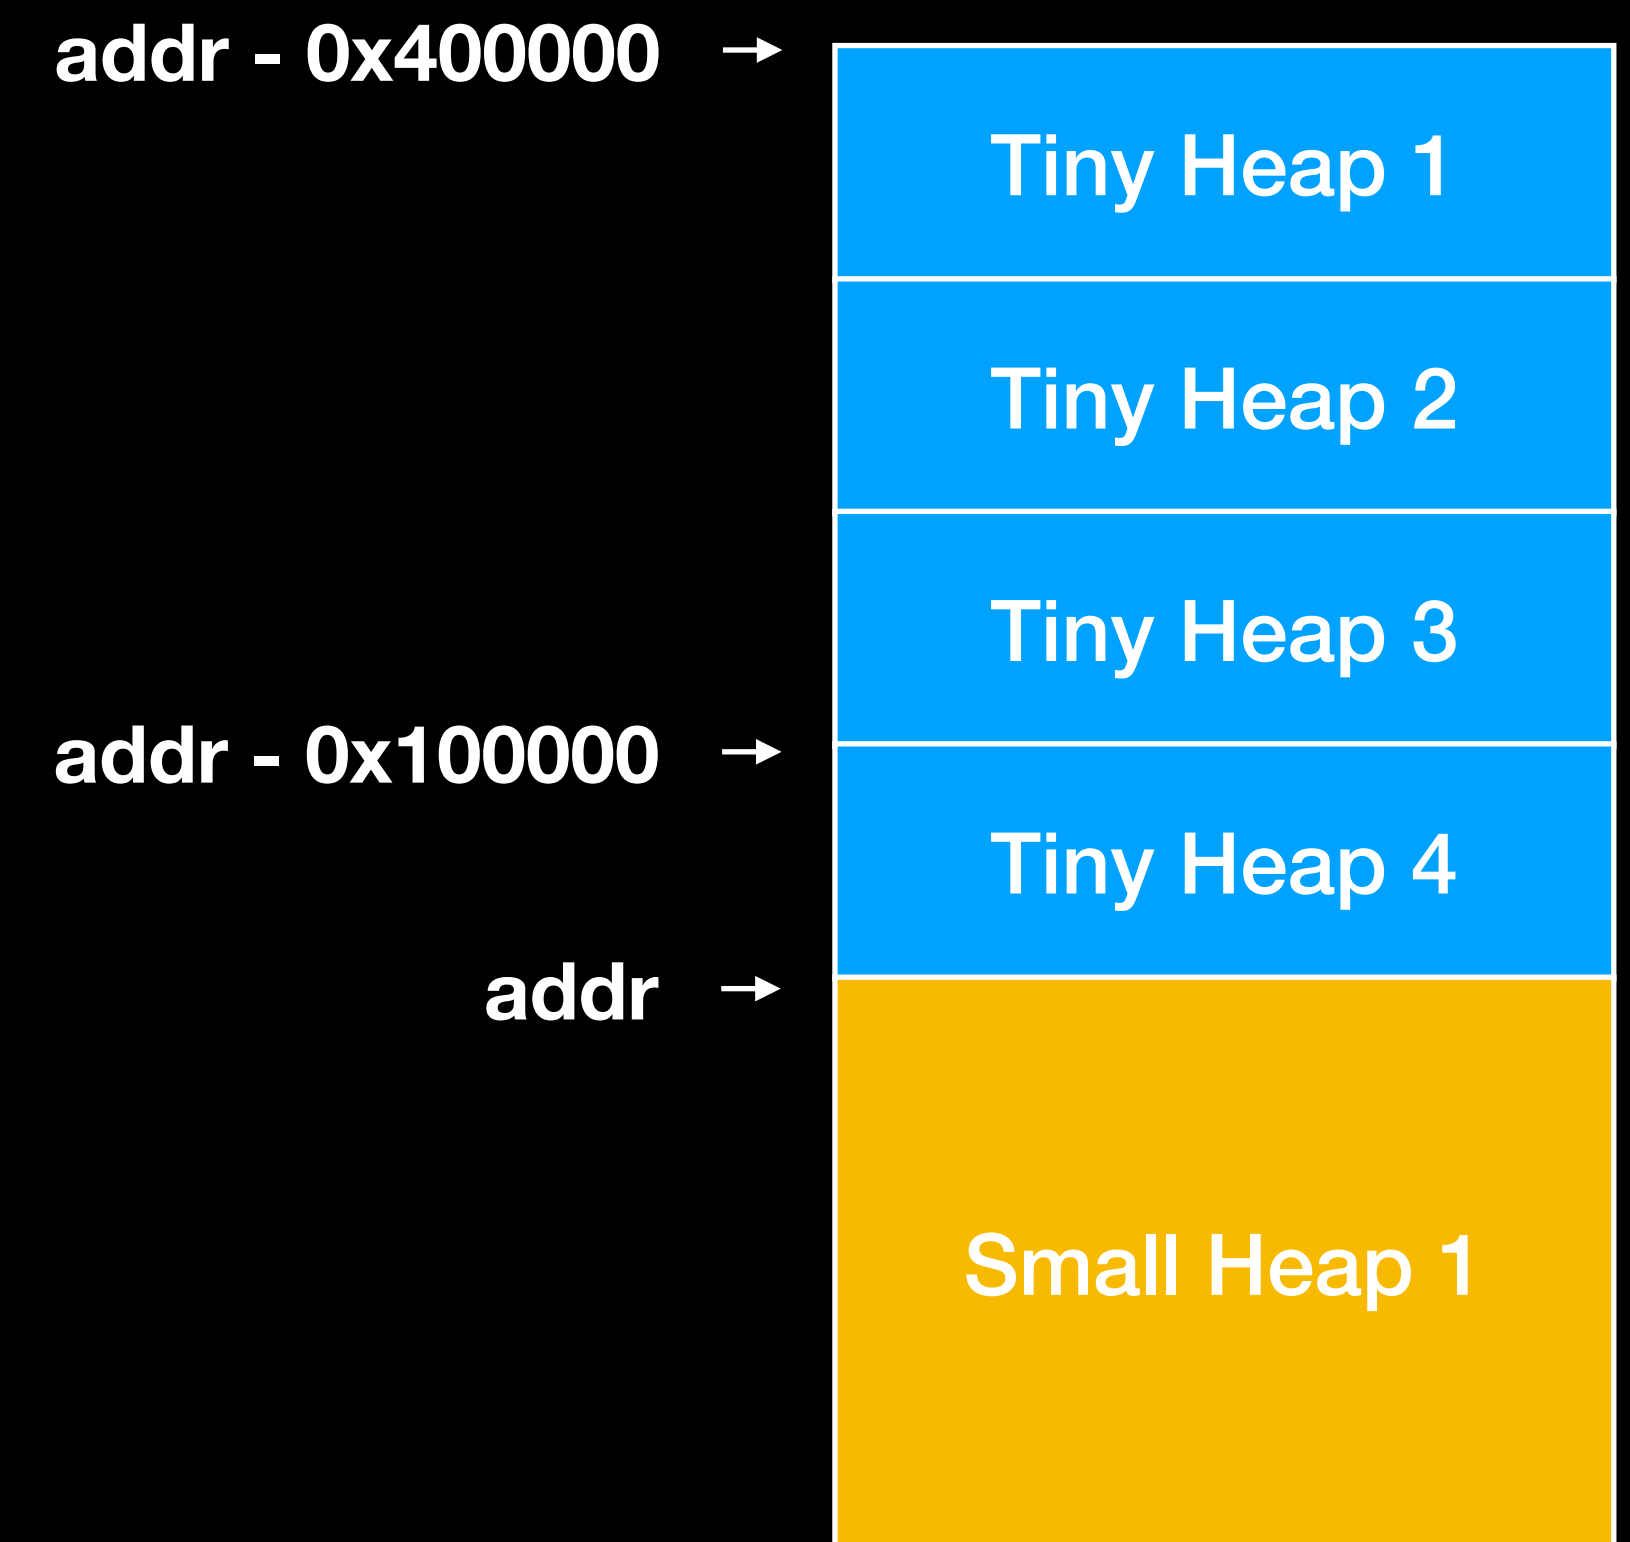 addr - 0x400000
Tiny Heap 1
Tiny Heap 2
Tiny Heap 3
addr - 0x100000
Tiny Heap 4
addr
Small Heap 1